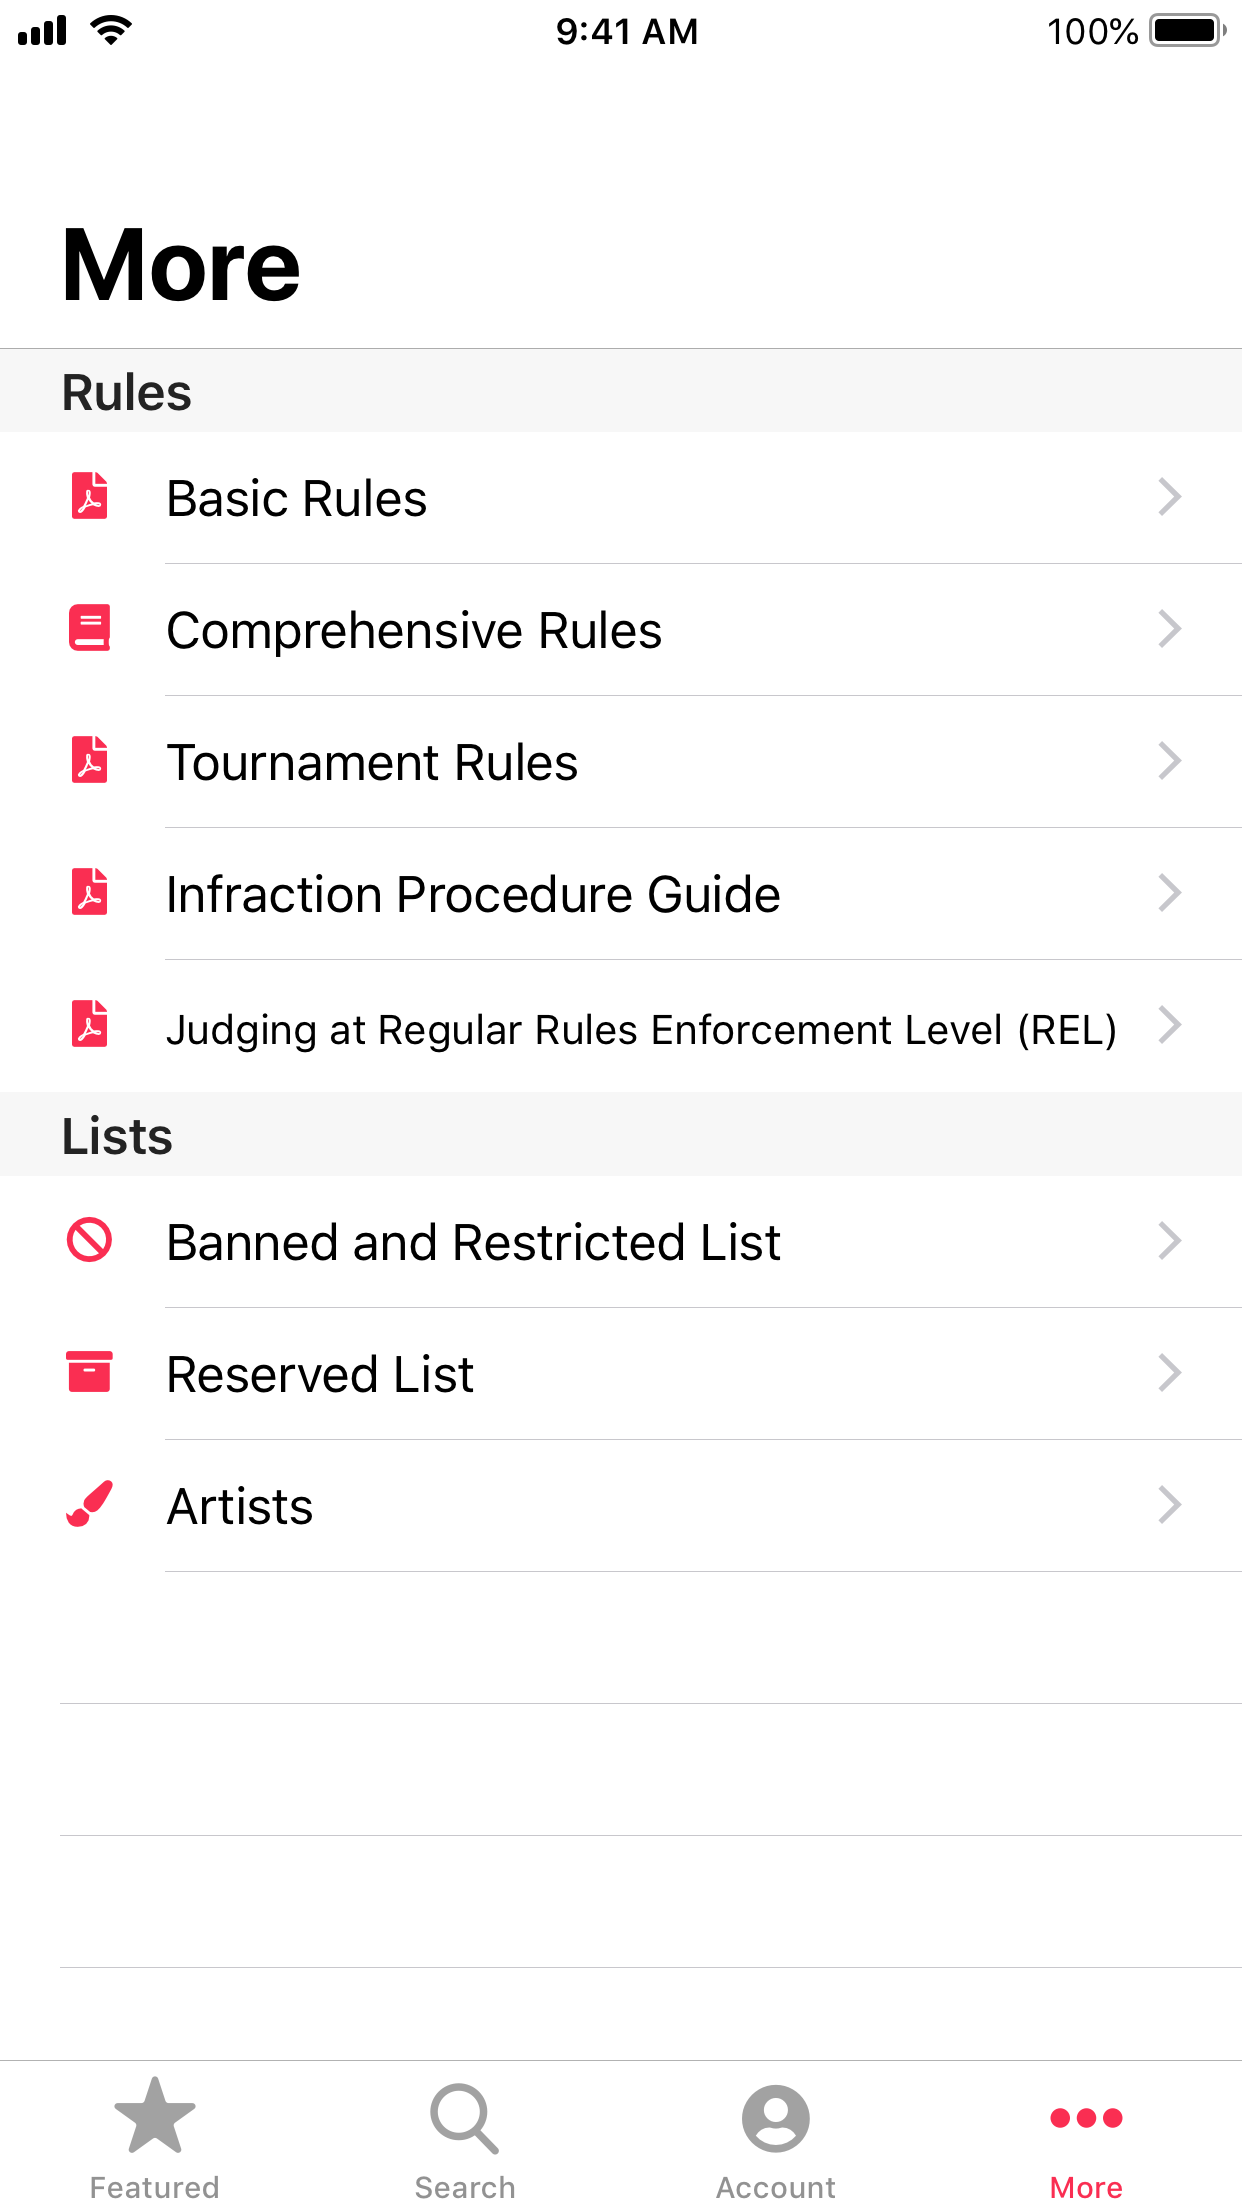 9:41 AM
100%
More
Rules
Basic Rules
Comprehensive Rules
Tournament Rules
Infraction Procedure Guide
Judging at Regular Rules Enforcement Level (REL)
Lists
Banned and Restricted List
Reserved List
Artists
Featured
Search
Account
More